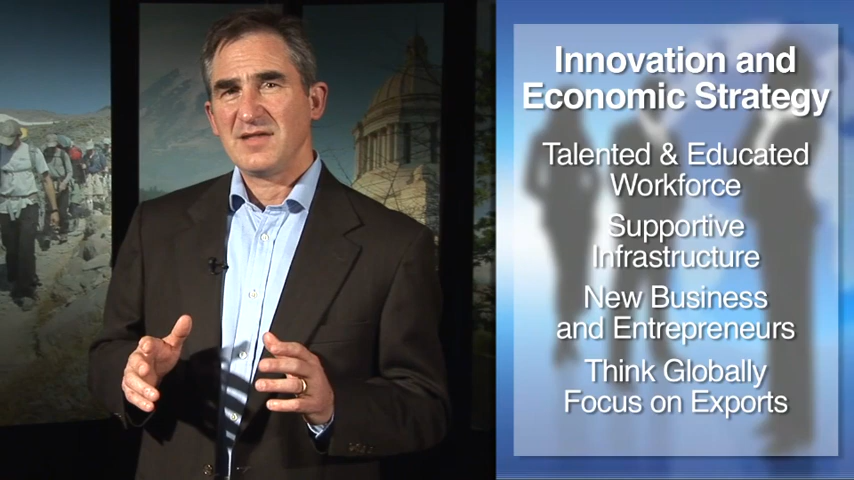 Innovation and
Economic Strategy
Talented & Educated
Workforce
Supportive
Infrastructure
New Business
and Entrepreneurs
Think Globally
Focus on Exports